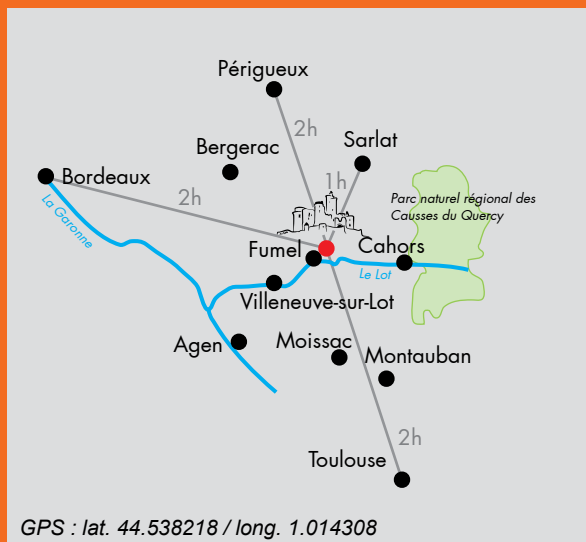 Périgueux
2h
Bergerac
Sarlat
1h
Bordeaux
2h
La Garonne
Parc naturel régional des
Causses du Quercy
Fumel
Cahors
Le Lot
Villeneuve-sur-Lot
Agen
Moissac
Montauban
2h
Toulouse
GPS : lat. 44.538218 / long. 1.014308